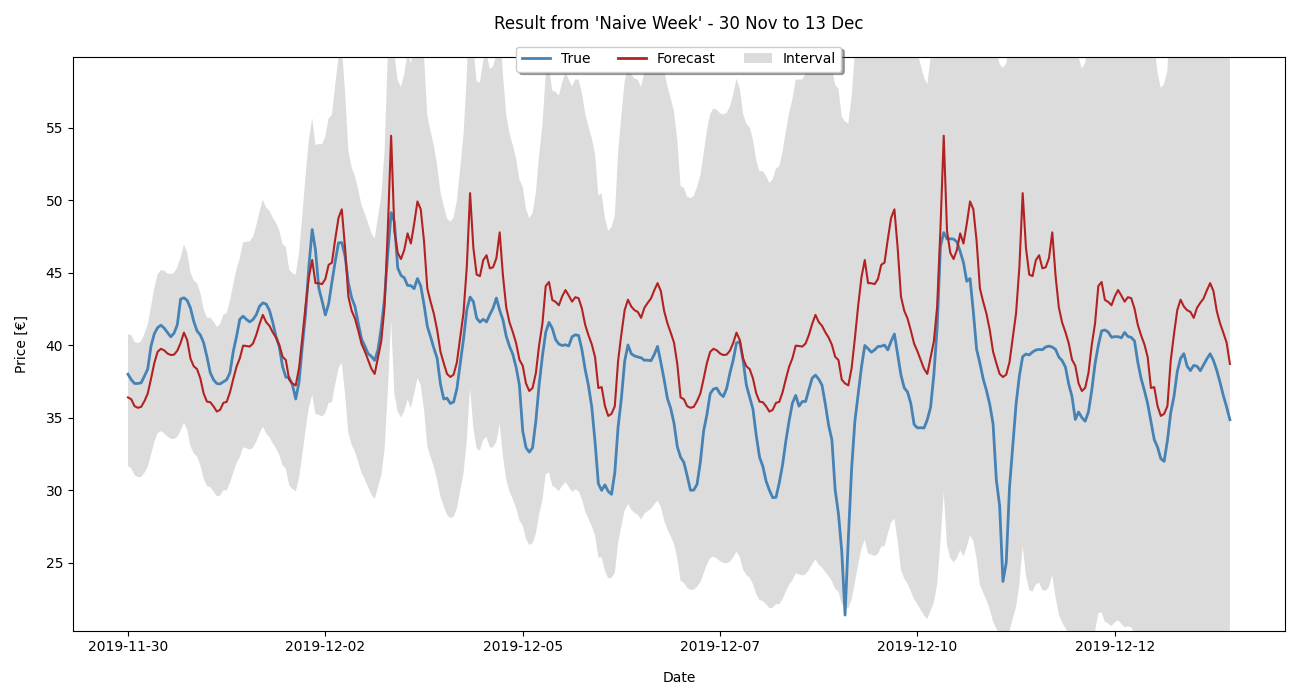 Result from 'Naive Week' - 30 Nov to 13 Dec
True Forecast Interval
55
50
45
40
35
30
25
Price [€]
2019-11-30 2019-12-02 2019-12-05 2019-12-07 2019-12-10 2019-12-12
Date